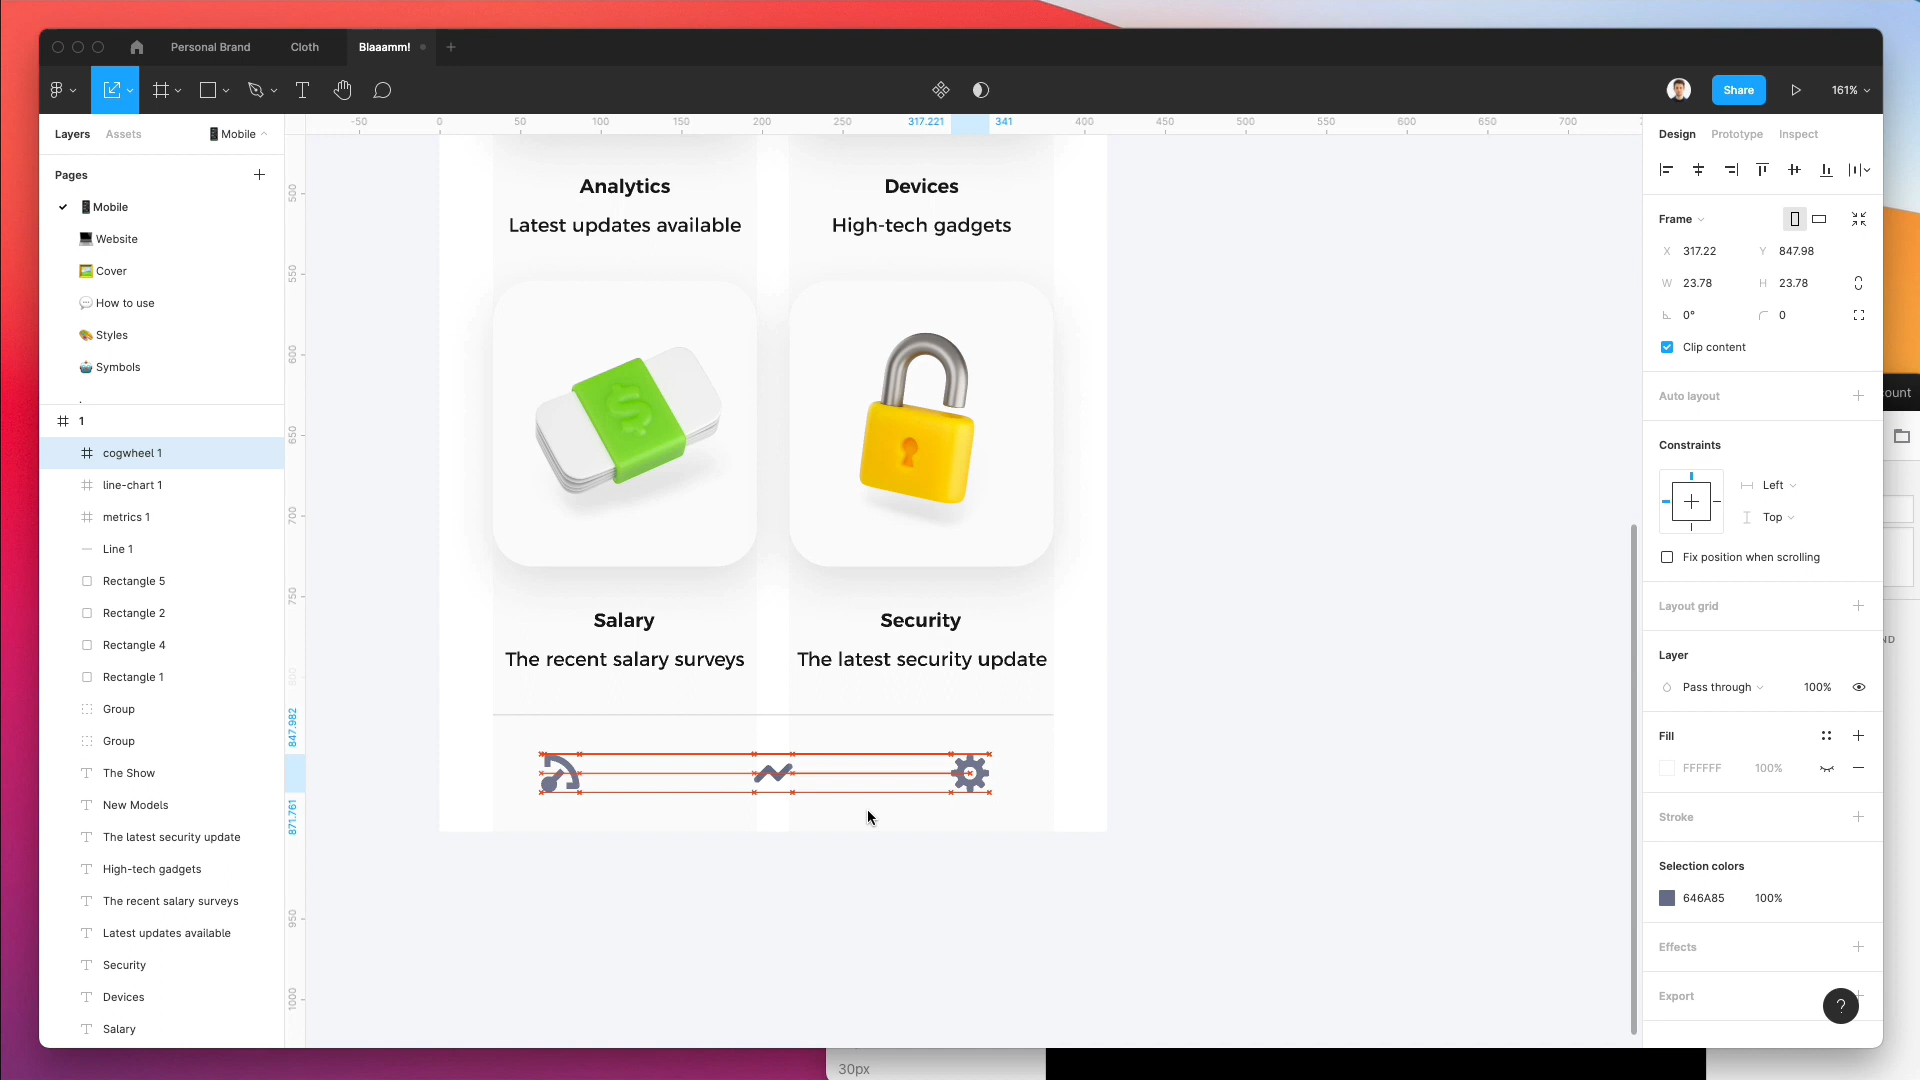 Personal Brand
Cloth
Blaaamm!
Share
161%
Layers
Assets
Mobile
-50
0
50
100
150
200
250
317.221
341
400
450
500
550
600
650
700
Design
Prototype
Inspect
Pages
Mobile
Website
Cover
How to use
Styles
Symbols
1
cogwheel 1
line-chart 1
metrics 1
Line 1
Rectangle 5
Rectangle 2
Rectangle 4
Rectangle 1
Group
Group
The Show
New Models
The latest security update
High-tech gadgets
The recent salary surveys
Latest updates available
Security
Devices
Salary
500
550
600
650
700
750
800
847.982
871.761
950
1000
Analytics
Latest updates available
Devices
High-tech gadgets
Salary
The recent salary surveys
Security
The latest security update
Frame
X 317.22
Y 847.98
W 23.78
H 23.78
0°
0
Clip content
Auto layout
Constraints
Left
Top
Fix position when scrolling
Layout grid
Layer
Pass through
100%
Fill
FFFFFF
100%
Stroke
Selection colors
646A85
100%
Effects
Export
?
ount
ND
30px